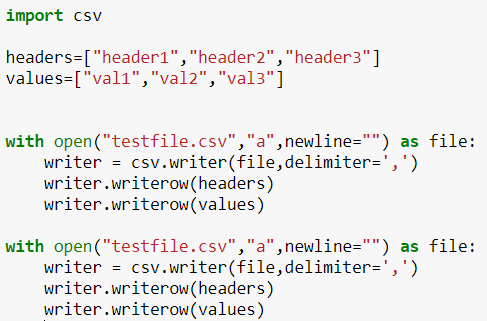 import csv
headers=["header1","header2","header3"]
values=["val1","val2","val3"]
with open("testfile.csv","a",newline="") as file:
    writer = csv.writer(file,delimiter=',')
    writer.writerow(headers)
    writer.writerow(values)
with open("testfile.csv","a",newline="") as file:
    writer = csv.writer(file,delimiter=',')
    writer.writerow(headers)
    writer.writerow(values)